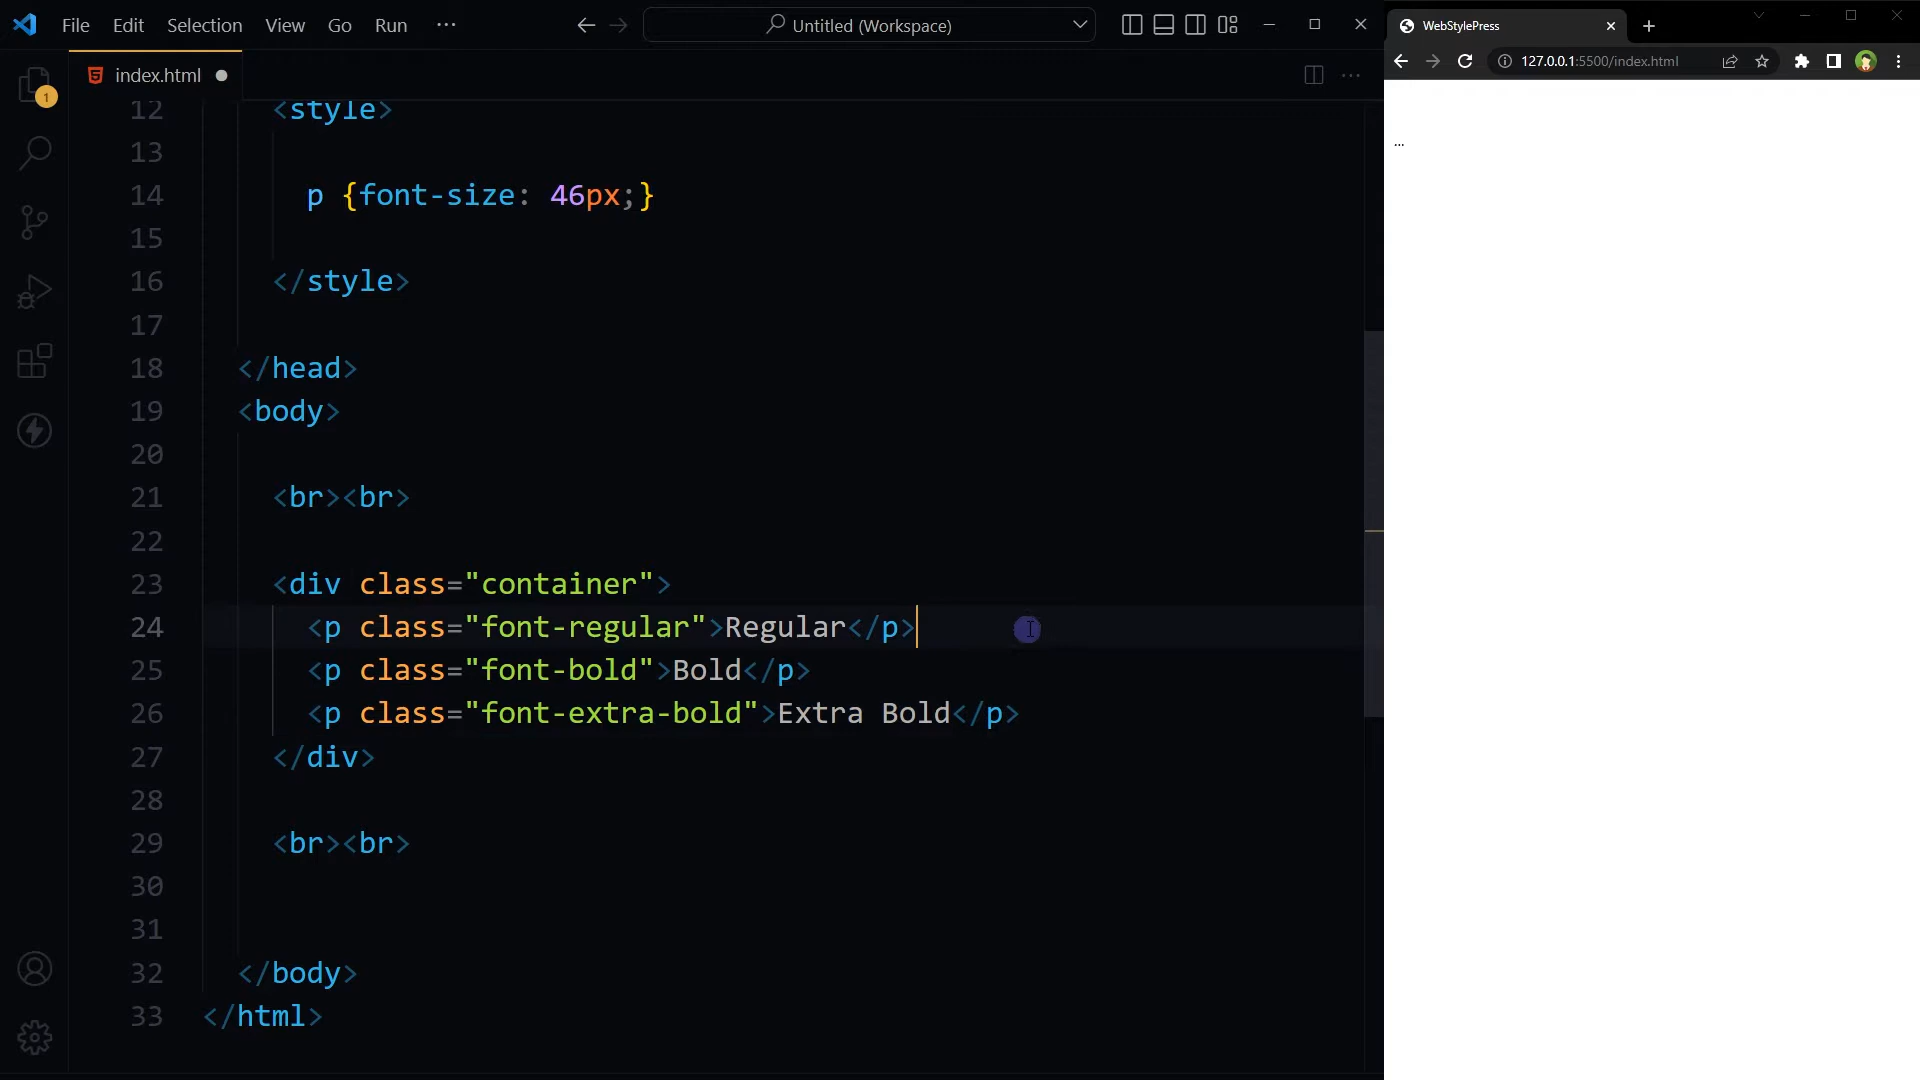 File Edit Selection View Go Run ···
Untitled (Workspace)
index.html
1
12 <style>
13
14 p {font-size: 46px;}
15
16 </style>
17
18 </head>
19 <body>
20
21 <br><br>
22
23 <div class="container">
24 <p class="font-regular">Regular</p>
25 <p class="font-bold">Bold</p>
26 <p class="font-extra-bold">Extra Bold</p>
27 </div>
28
29 <br><br>
30
31
32 </body>
33 </html>
WebStylePress
127.0.0.1:5500/index.html
...